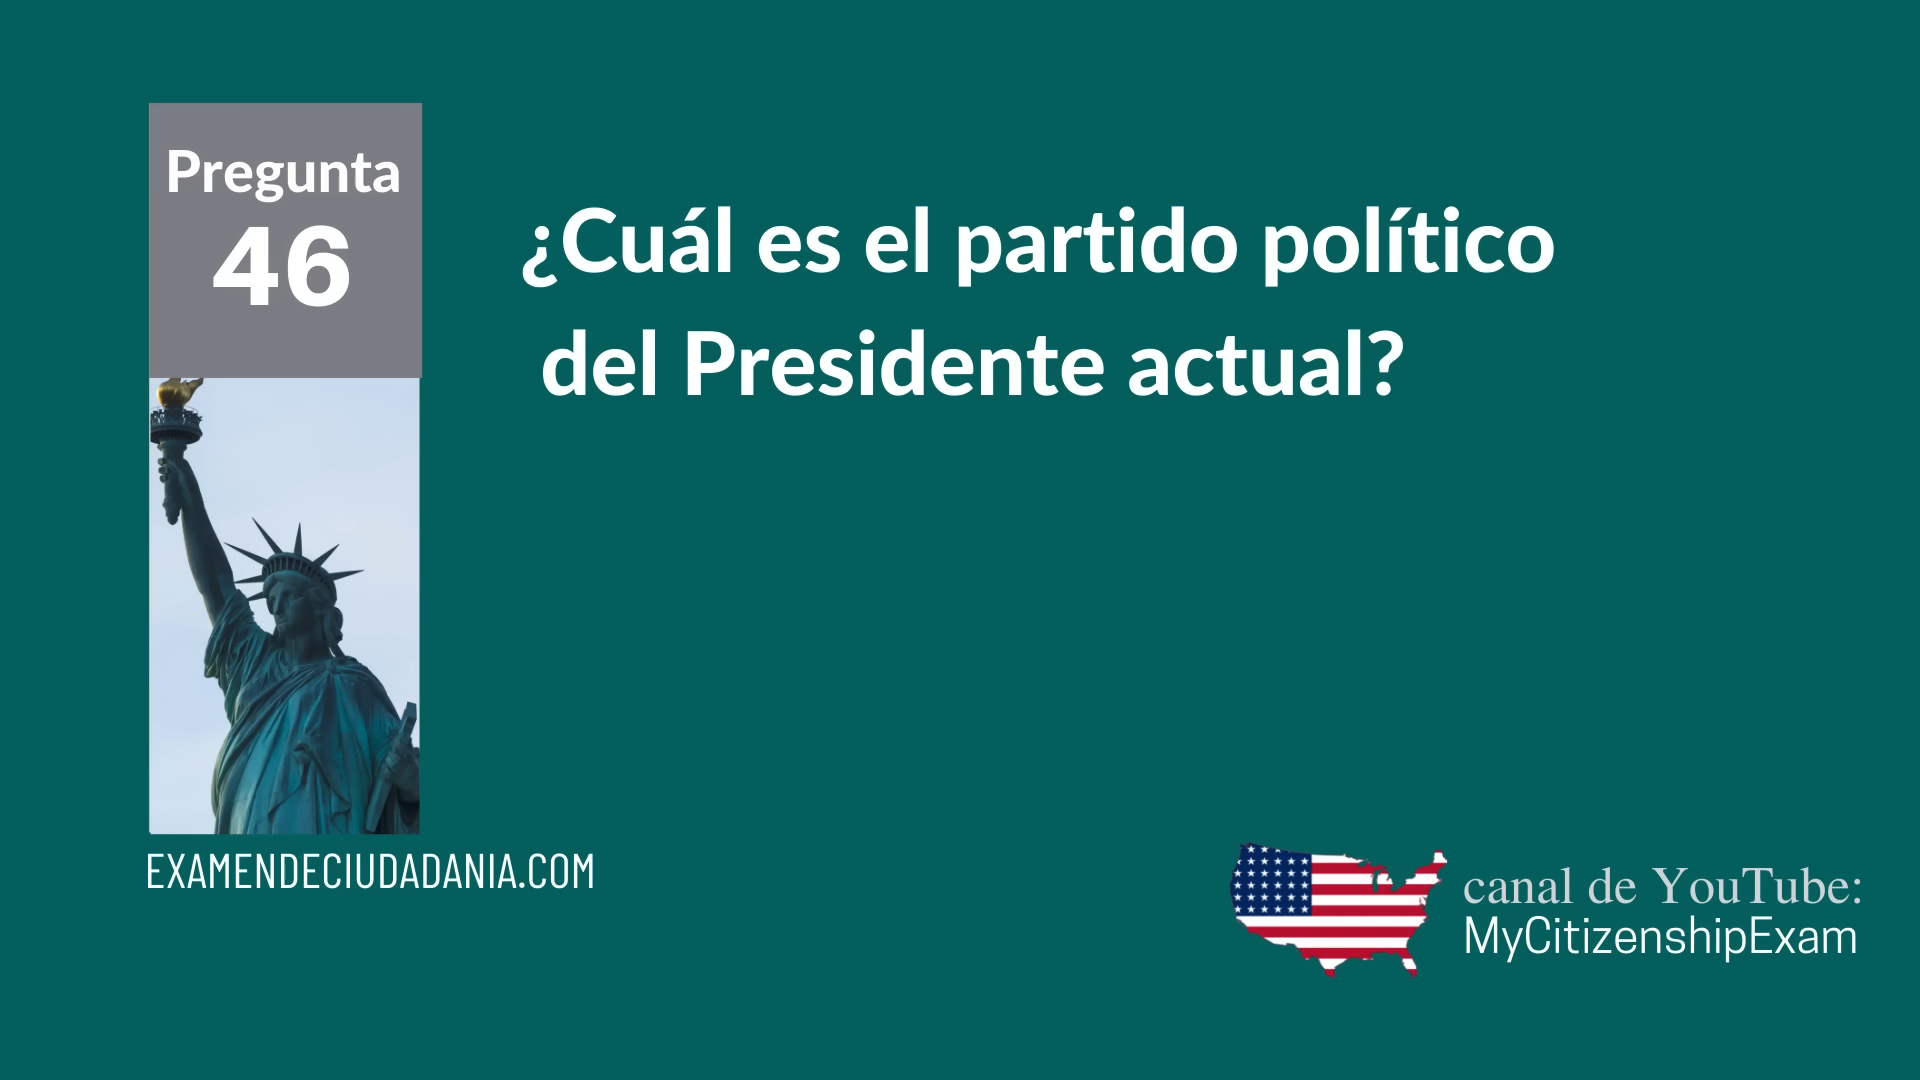 Pregunta
46
¿Cuál es el partido político
del Presidente actual?
EXAMENDECIUDADANIA.COM
canal de YouTube:
MyCitizenshipExam